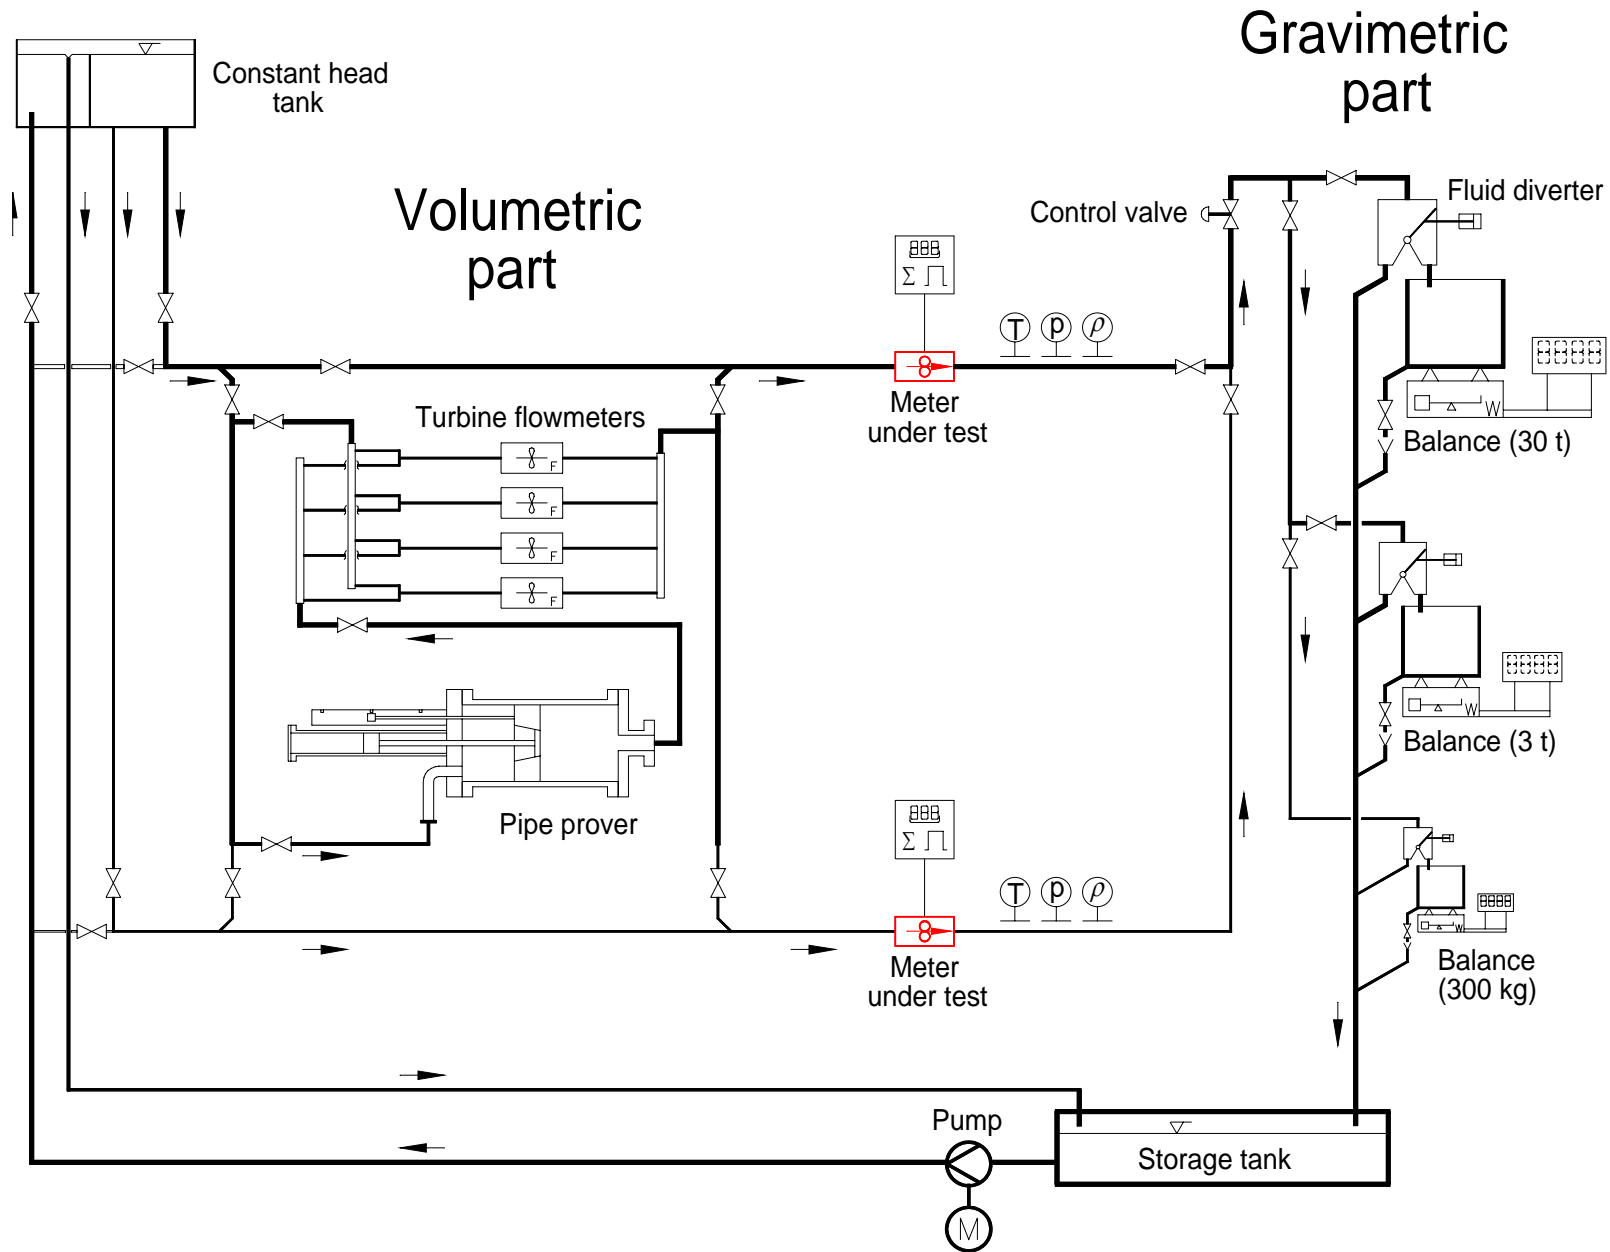 Gravimetric
part
Constant head
tank
Volumetric
part
Control valve
Fluid diverter
Σ
T p ρ
Meter
under test
Turbine flowmeters
F
F
F
F
W
Balance (30 t)
W
Balance (3 t)
Pipe prover
Σ
T p ρ
Meter
under test
Balance
(300 kg)
Pump
Storage tank
M